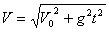 V = √(V₀² + g²t²)